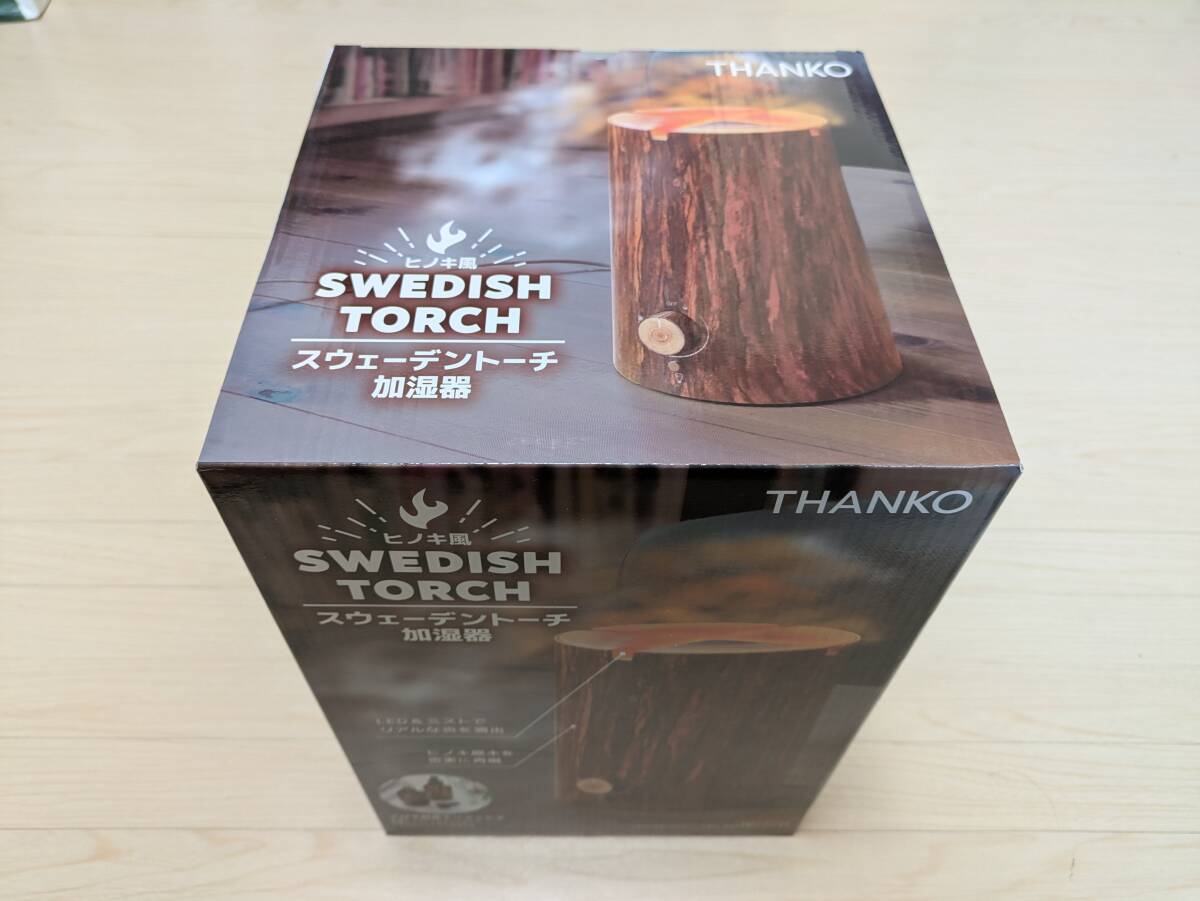 THANKO
ヒノキ風
SWEDISH
TORCH
スウェーデントーチ
加湿器
THANKO
ヒノキ風
SWEDISH
TORCH
スウェーデントーチ
加湿器
LED&ミストで
リアルな炎を演出
ヒノキ原木を
忠実に再現